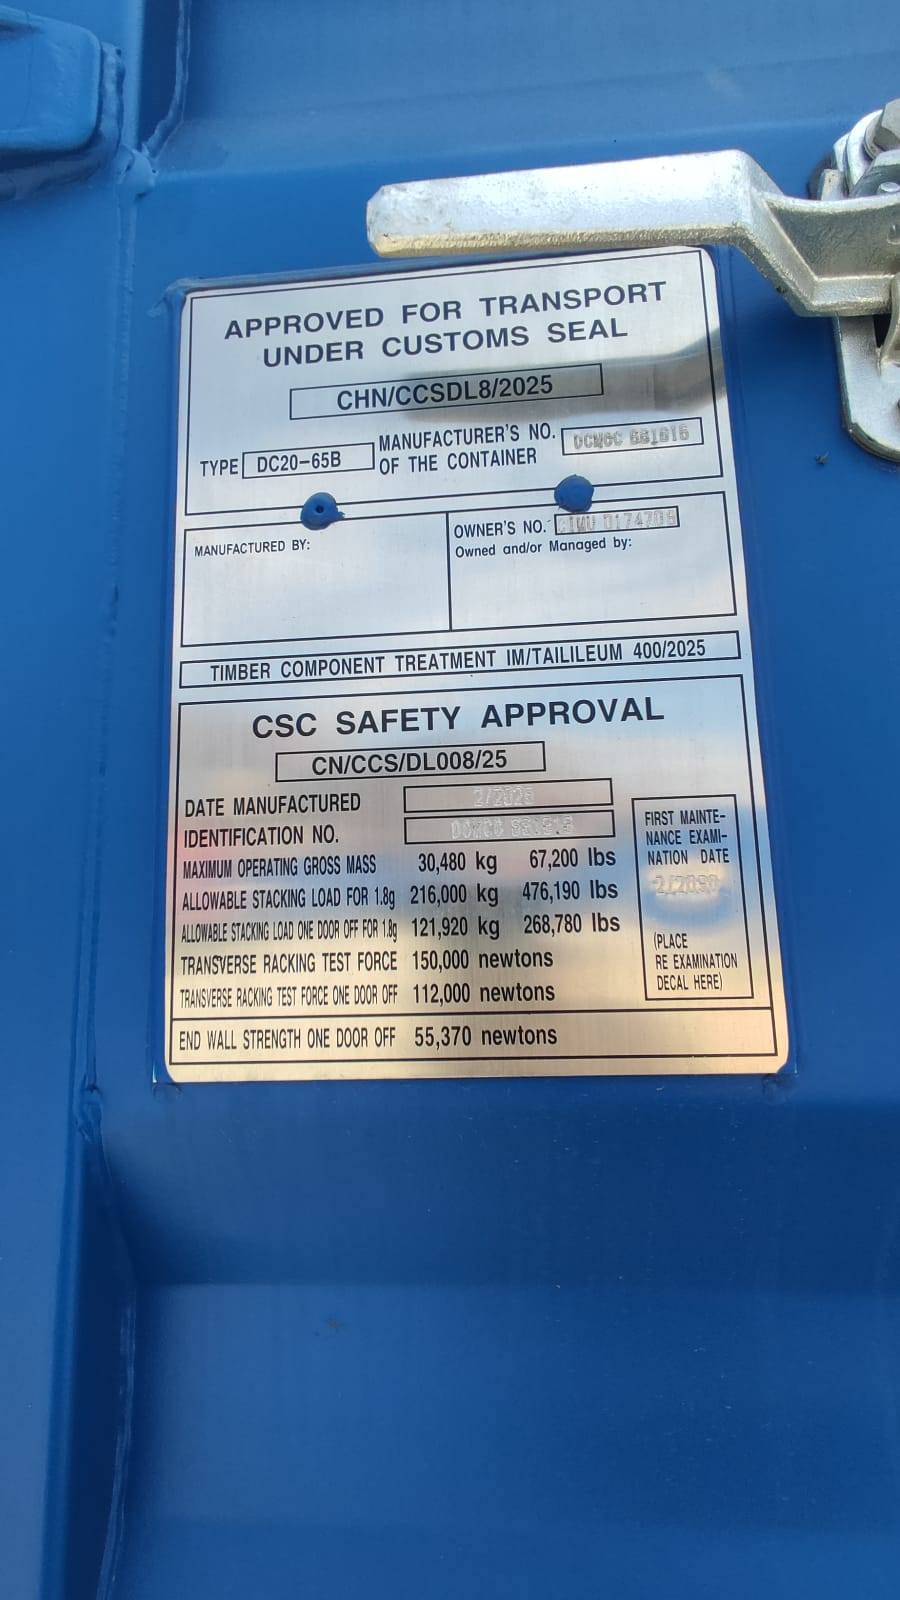 APPROVED FOR TRANSPORT
UNDER CUSTOMS SEAL
CHN/CCSDL8/2025
TYPE DC20-65B
MANUFACTURER'S NO.
OF THE CONTAINER
MANUFACTURED BY:
OWNER'S NO.
Owned and/or Managed by:
TIMBER COMPONENT TREATMENT IM/TAILILEUM 400/2025
CSC SAFETY APPROVAL
CN/CCS/DL008/25
DATE MANUFACTURED
IDENTIFICATION NO.
MAXIMUM OPERATING GROSS MASS 30,480 kg 67,200 lbs
ALLOWABLE STACKING LOAD FOR 1.8g 216,000 kg 476,190 lbs
ALLOWABLE STACKING LOAD ONE DOOR OFF FOR 1.8g 121,920 kg 268,780 lbs
TRANSVERSE RACKING TEST FORCE 150,000 newtons
TRANSVERSE RACKING TEST FORCE ONE DOOR OFF 112,000 newtons
END WALL STRENGTH ONE DOOR OFF 55,370 newtons
FIRST MAINTE-
NANCE EXAMI-
NATION DATE
(PLACE
RE EXAMINATION
DECAL HERE)